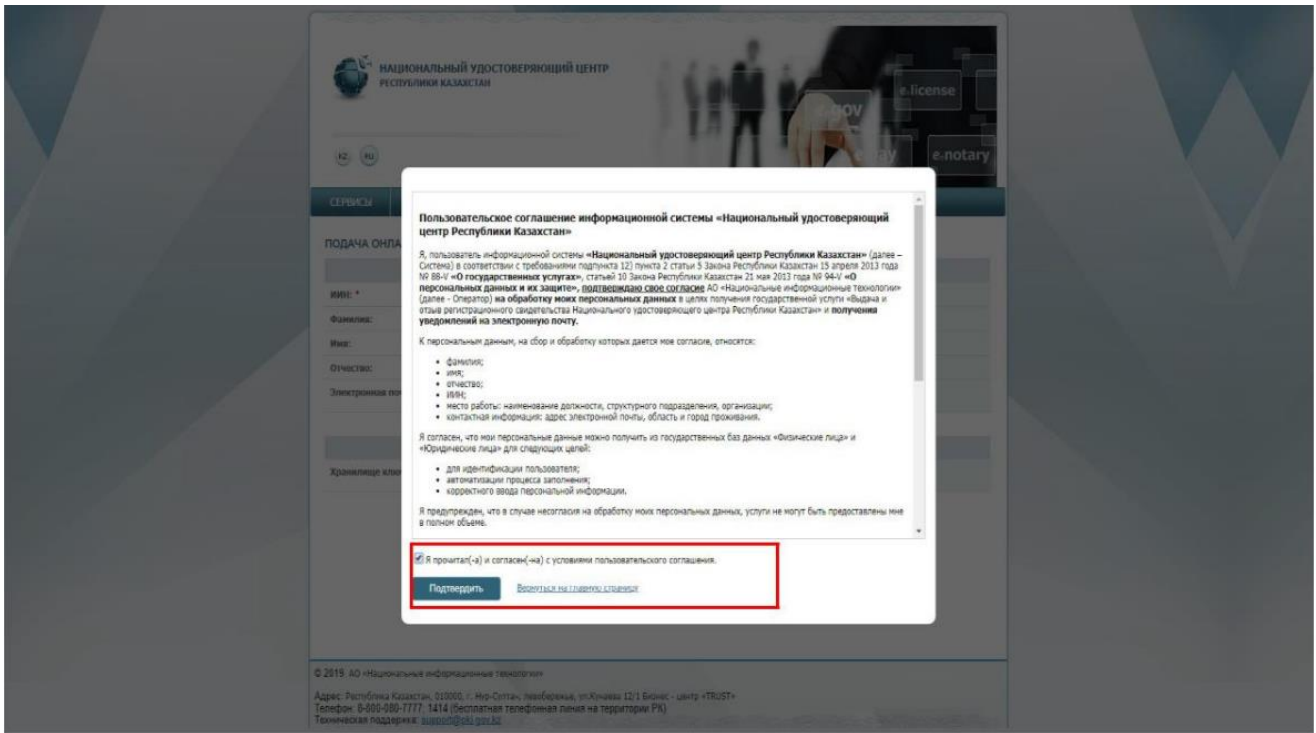 НАЦИОНАЛЬНЫЙ УДОСТОВЕРЯЮЩИЙ ЦЕНТР
РЕСПУБЛИКИ КАЗАХСТАН
e.gov
e.license
e.notary
KZ RU
СЕРВИСЫ
ПОДАЧА ОНЛА
ИИН: *
Фамилия:
Имя:
Отчество:
Электронная по
Хранилище клю
Пользовательское соглашение информационной системы «Национальный удостоверяющий
центр Республики Казахстан»
Я, пользователь информационной системы «Национальный удостоверяющий центр Республики Казахстан» (далее –
Система) в соответствии с требованиями подпункта 12) пункта 2 статьи 5 Закона Республики Казахстан 15 апреля 2013 года
№ 88-V «О государственных услугах», статьей 10 Закона Республики Казахстан 21 мая 2013 года № 94-V «О
персональных данных и их защите», подтверждаю свое согласие АО «Национальные информационные технологии»
(далее - Оператор) на обработку моих персональных данных в целях получения государственной услуги «Выдача и
отзыв регистрационного свидетельства Национального удостоверяющего центра Республики Казахстан» и получения
уведомлений на электронную почту.
К персональным данным, на сбор и обработку которых дается мое согласие, относятся:
• фамилия;
• имя;
• отчество;
• ИИН;
• место работы: наименование должности, структурного подразделения, организации;
• контактная информация: адрес электронной почты, область и город проживания.
Я согласен, что мои персональные данные можно получить из государственных баз данных «Физические лица» и
«Юридические лица» для следующих целей:
• для идентификации пользователя;
• автоматизации процесса заполнения;
• корректного ввода персональной информации.
Я предупрежден, что в случае несогласия на обработку моих персональных данных, услуги не могут быть предоставлены мне
в полном объеме.
Я прочитал(-а) и согласен(-на) с условиями пользовательского соглашения.
Подтвердить Вернуться на главную страницу
© 2019. АО «Национальные информационные технологии»
Адрес: Республика Казахстан, 010000, г. Нур-Султан, левобережье, ул.Кунаева 12/1 Бизнес - центр «TRUST»
Телефон: 8-800-080-7777; 1414 (бесплатная телефонная линия на территории РК)
Техническая поддержка: support@pki.gov.kz